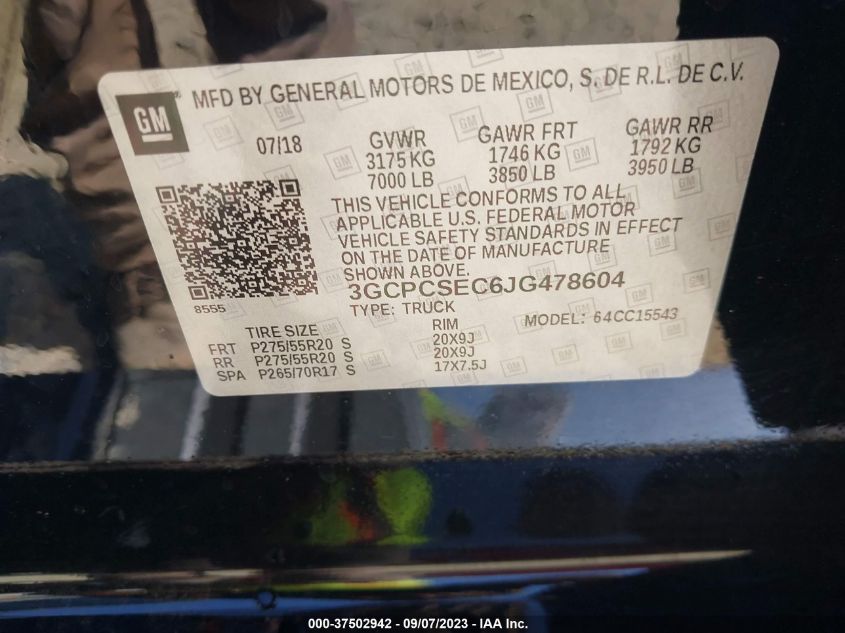 GM
® MFD BY GENERAL MOTORS DE MEXICO, S. DE R.L. DE C.V.
07/18 GVWR GAWR FRT GAWR RR
3175 KG 1746 KG 1792 KG
7000 LB 3850 LB 3950 LB
THIS VEHICLE CONFORMS TO ALL
APPLICABLE U.S. FEDERAL MOTOR
VEHICLE SAFETY STANDARDS IN EFFECT
ON THE DATE OF MANUFACTURE
SHOWN ABOVE.
3GCPCSEC6JG478604
8555 TYPE: TRUCK MODEL: 64CC15543
TIRE SIZE RIM
FRT P275/55R20 S 20X9J
RR P275/55R20 S 20X9J
SPA P265/70R17 S 17X7.5J
000-37502942 - 09/07/2023 - IAA Inc.